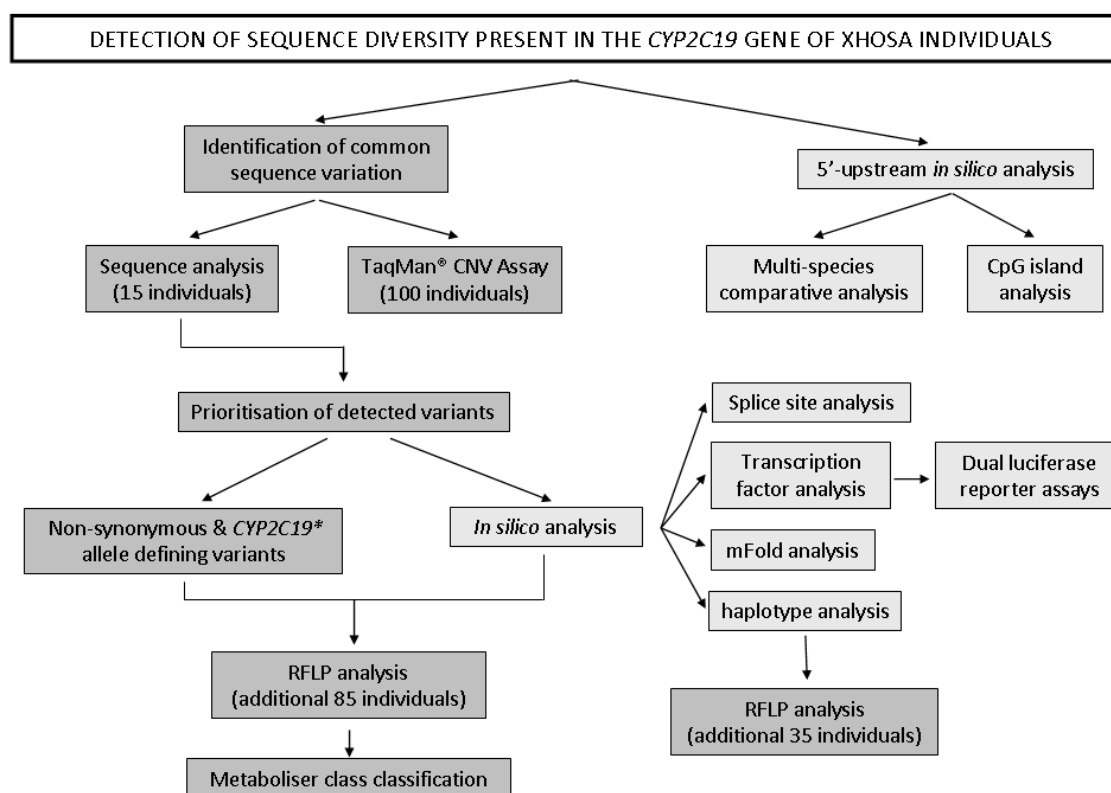 DETECTION OF SEQUENCE DIVERSITY PRESENT IN THE CYP2C19 GENE OF XHOSA INDIVIDUALS
Identification of common
sequence variation
5’-upstream in silico analysis
Sequence analysis
(15 individuals)
TaqMan® CNV Assay
(100 individuals)
Multi-species
comparative analysis
CpG island
analysis
Prioritisation of detected variants
Splice site analysis
Transcription
factor analysis
Dual luciferase
reporter assays
Non-synonymous & CYP2C19*
allele defining variants
In silico analysis
mFold analysis
haplotype analysis
RFLP analysis
(additional 85 individuals)
RFLP analysis
(additional 35 individuals)
Metaboliser class classification